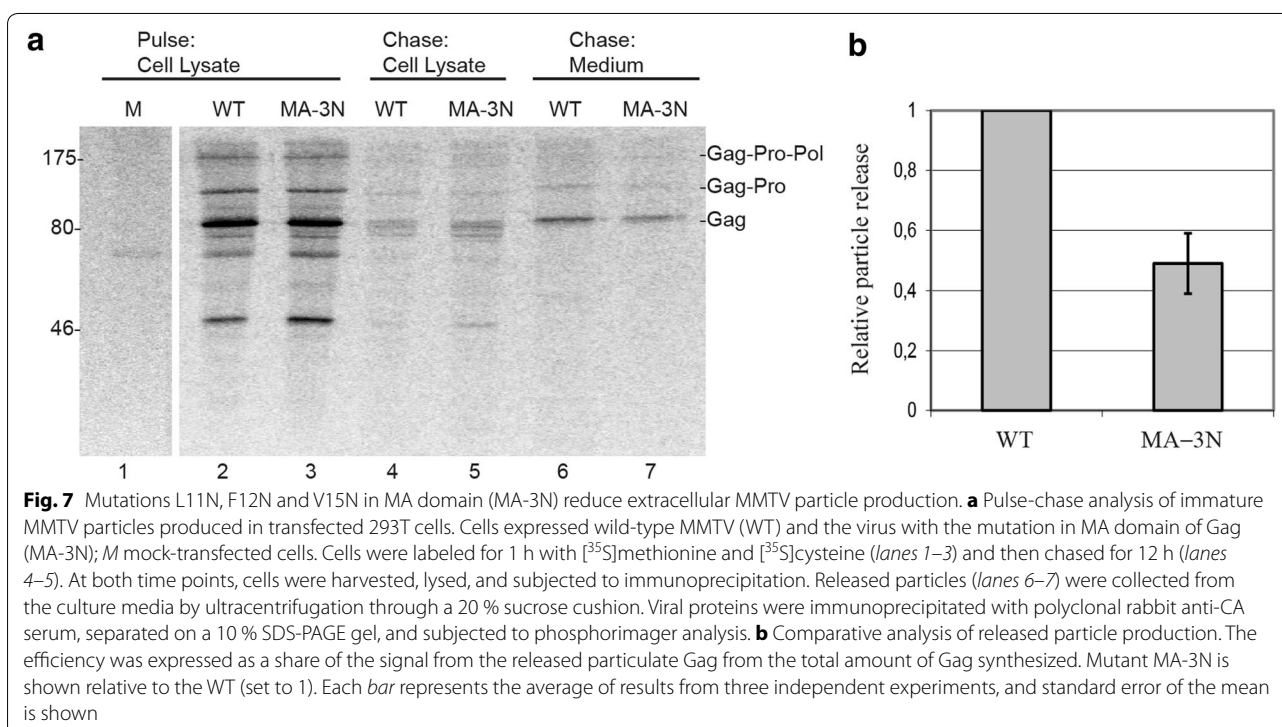 a
Pulse:
Cell Lysate
Chase:
Cell Lysate
Chase:
Medium
M WT MA-3N WT MA-3N WT MA-3N
175-
80-
46-
-Gag-Pro-Pol
-Gag-Pro
-Gag
1 2 3 4 5 6 7
b
Relative particle release
1
0,8
0,6
0,4
0,2
0
WT MA–3N
Fig. 7 Mutations L11N, F12N and V15N in MA domain (MA-3N) reduce extracellular MMTV particle production. a Pulse-chase analysis of immature
MMTV particles produced in transfected 293T cells. Cells expressed wild-type MMTV (WT) and the virus with the mutation in MA domain of Gag
(MA-3N); M mock-transfected cells. Cells were labeled for 1 h with [³⁵S]methionine and [³⁵S]cysteine (lanes 1–3) and then chased for 12 h (lanes
4–5). At both time points, cells were harvested, lysed, and subjected to immunoprecipitation. Released particles (lanes 6–7) were collected from
the culture media by ultracentrifugation through a 20 % sucrose cushion. Viral proteins were immunoprecipitated with polyclonal rabbit anti-CA
serum, separated on a 10 % SDS-PAGE gel, and subjected to phosphorimager analysis. b Comparative analysis of released particle production. The
efficiency was expressed as a share of the signal from the released particulate Gag from the total amount of Gag synthesized. Mutant MA-3N is
shown relative to the WT (set to 1). Each bar represents the average of results from three independent experiments, and standard error of the mean
is shown